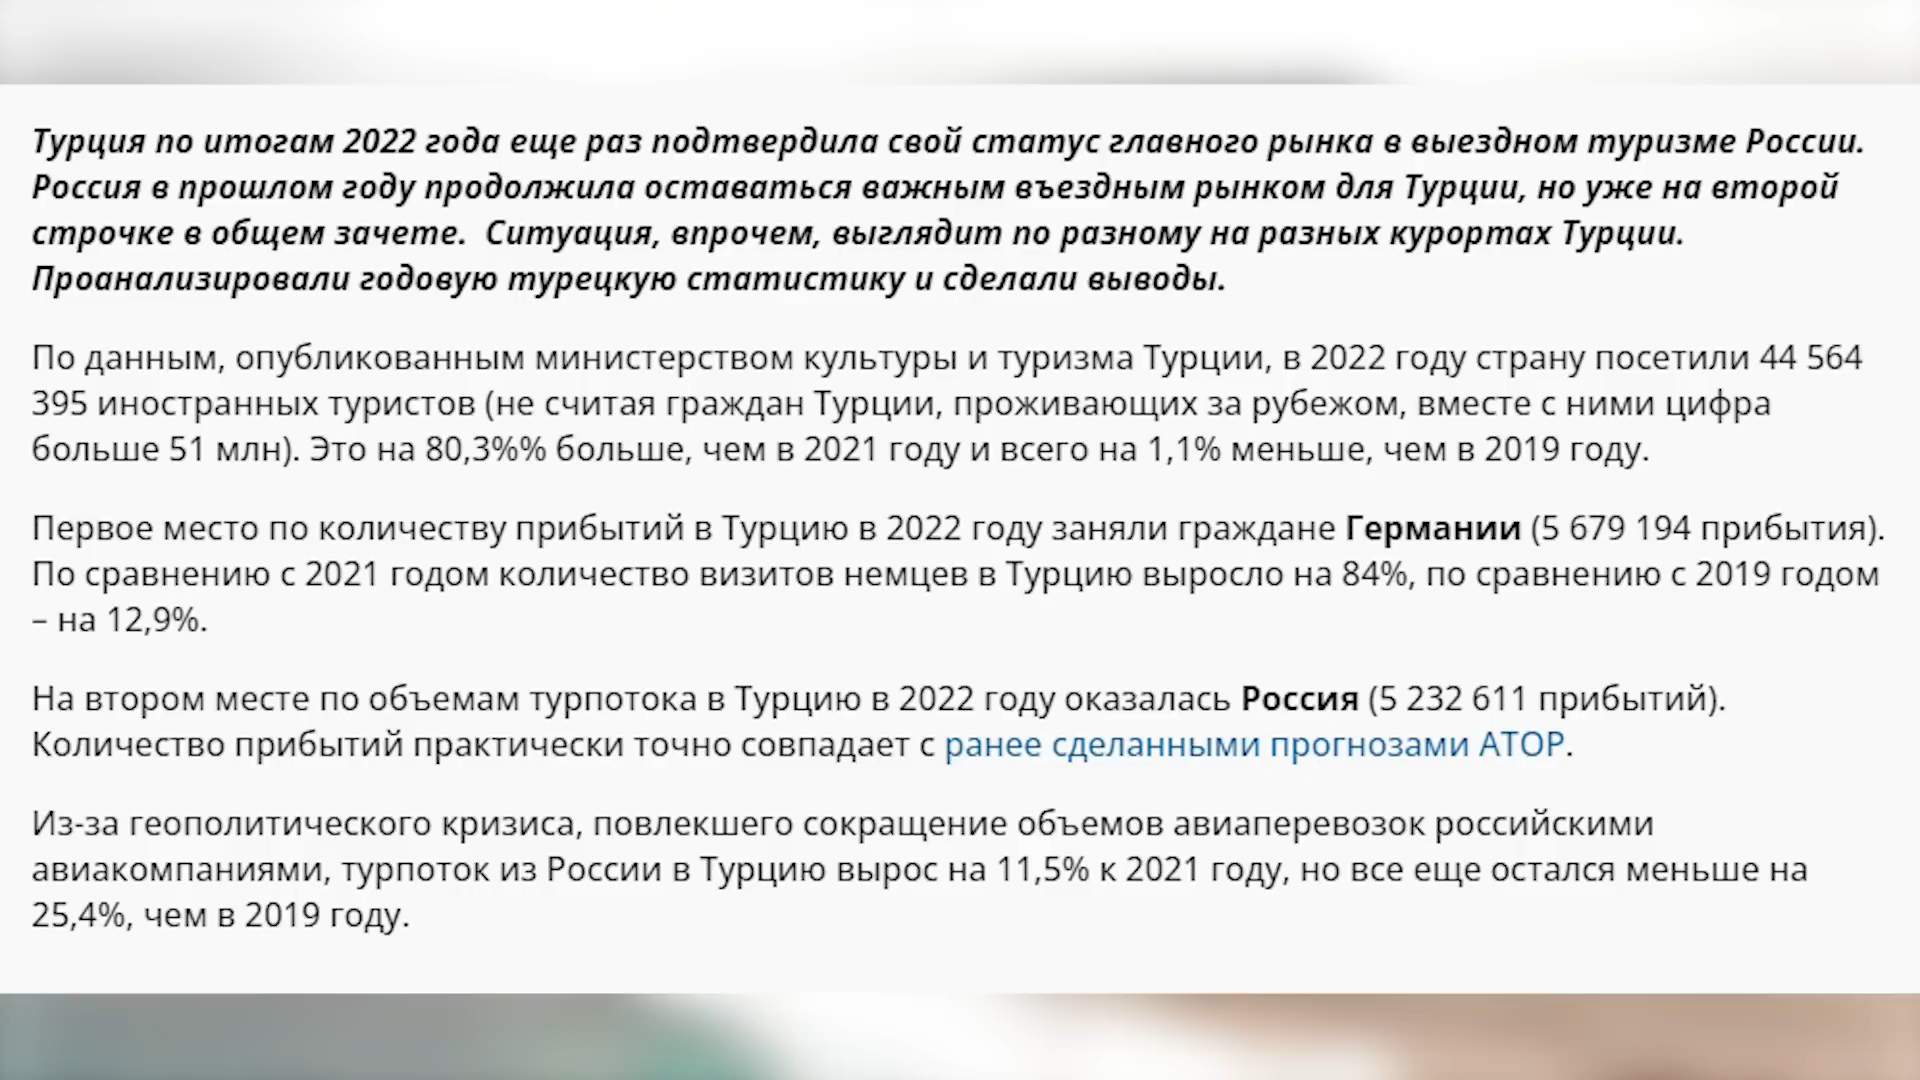 Турция по итогам 2022 года еще раз подтвердила свой статус главного рынка в выездном туризме России.
Россия в прошлом году продолжила оставаться важным въездным рынком для Турции, но уже на второй
строчке в общем зачете.  Ситуация, впрочем, выглядит по разному на разных курортах Турции.
Проанализировали годовую турецкую статистику и сделали выводы.
По данным, опубликованным министерством культуры и туризма Турции, в 2022 году страну посетили 44 564
395 иностранных туристов (не считая граждан Турции, проживающих за рубежом, вместе с ними цифра
больше 51 млн). Это на 80,3%% больше, чем в 2021 году и всего на 1,1% меньше, чем в 2019 году.
Первое место по количеству прибытий в Турцию в 2022 году заняли граждане Германии (5 679 194 прибытия).
По сравнению с 2021 годом количество визитов немцев в Турцию выросло на 84%, по сравнению с 2019 годом
– на 12,9%.
На втором месте по объемам турпотока в Турцию в 2022 году оказалась Россия (5 232 611 прибытий).
Количество прибытий практически точно совпадает с ранее сделанными прогнозами АТОР.
Из-за геополитического кризиса, повлекшего сокращение объемов авиаперевозок российскими
авиакомпаниями, турпоток из России в Турцию вырос на 11,5% к 2021 году, но все еще остался меньше на
25,4%, чем в 2019 году.